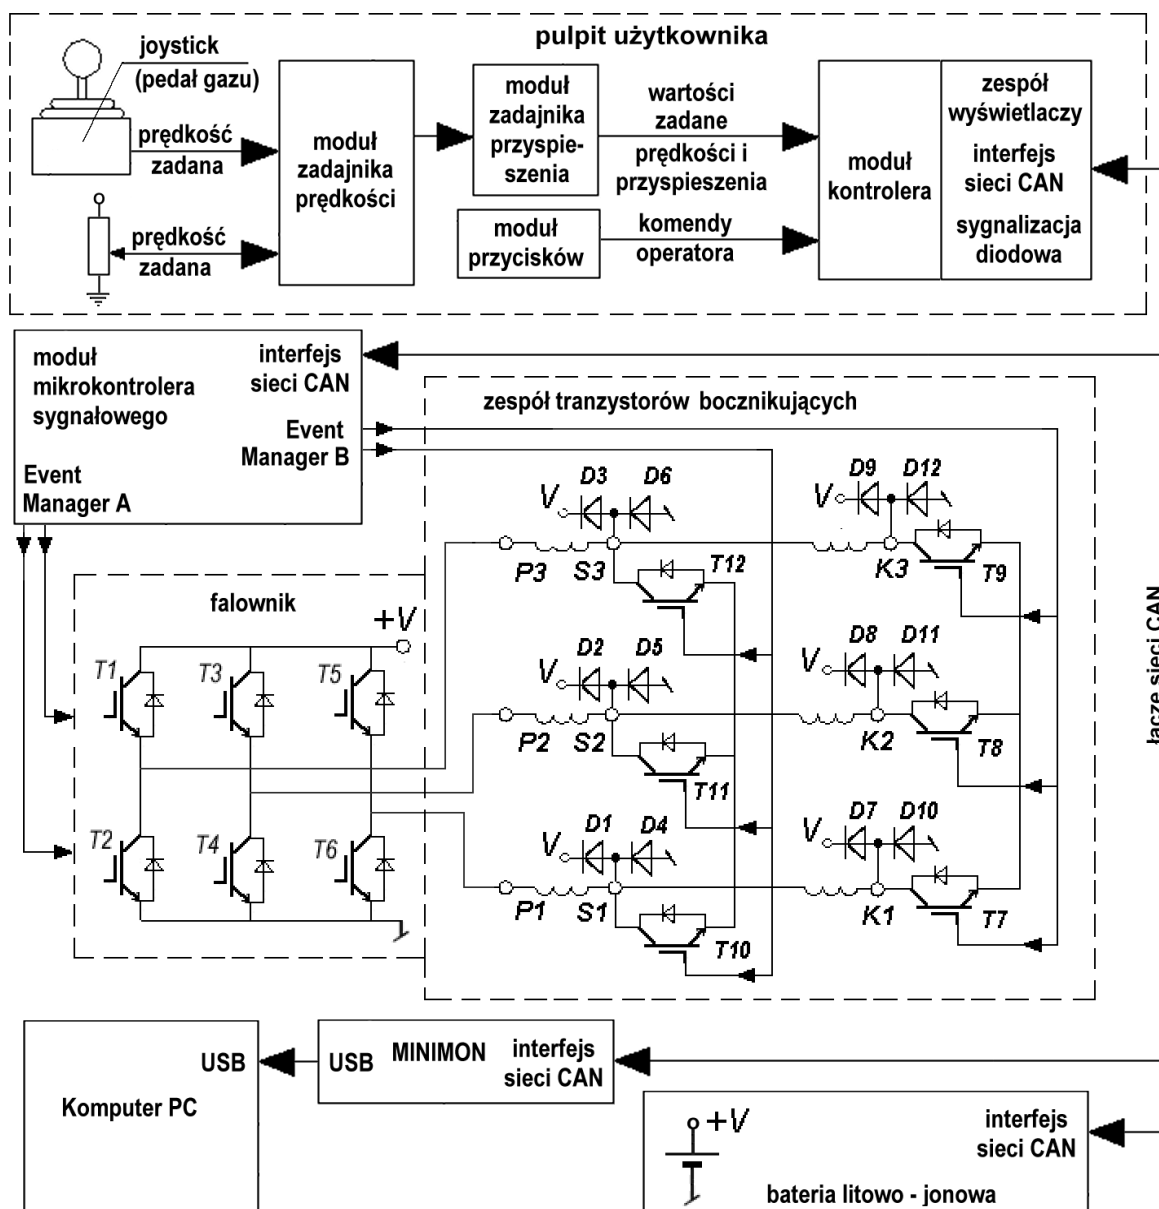 pulpit użytkownika
joystick
(pedał gazu)
prędkość
zadana
prędkość
zadana
moduł
zadajnika
prędkości
moduł
zadajnika
przyspie-
szenia
wartości
zadane
prędkości i
przyspieszenia
moduł
przycisków
komendy
operatora
moduł
kontrolera
zespół
wyświetlaczy
interfejs
sieci CAN
sygnalizacja
diodowa
moduł
mikrokontrolera
sygnałowego
interfejs
sieci CAN
Event
Manager B
Event
Manager A
zespół tranzystorów bocznikujących
D3 D6
V
P3 S3
T12
D9 D12
V
K3
T9
D2 D5
V
P2 S2
T11
D8 D11
V
K2
T8
D1 D4
V
P1 S1
T10
D7 D10
V
K1
T7
falownik
+V
T1 T3 T5
T2 T4 T6
łącze sieci CAN
Komputer PC
USB
USB MINIMON interfejs
sieci CAN
+V
interfejs
sieci CAN
bateria litowo - jonowa